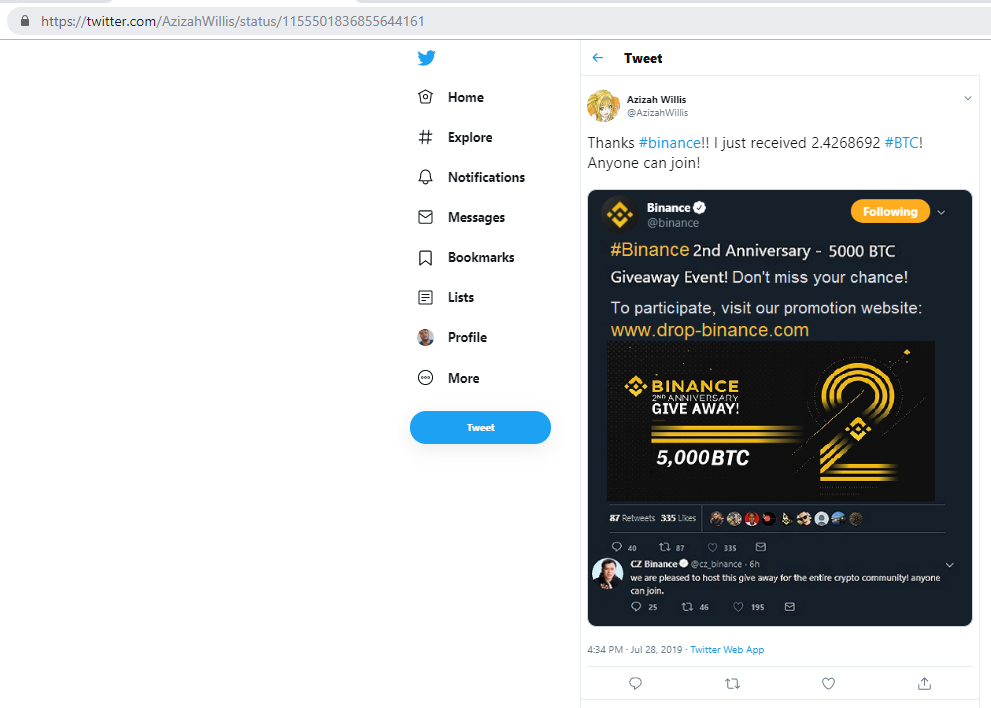 https://twitter.com/AzizahWillis/status/1155501836855644161
Home
Explore
Notifications
Messages
Bookmarks
Lists
Profile
More
Tweet
Tweet
Azizah Willis
@AzizahWillis
Thanks #binance!! I just received 2.4268692 #BTC!
Anyone can join!
Binance
@binance
Following
#Binance 2nd Anniversary - 5000 BTC
Giveaway Event! Don't miss your chance!
To participate, visit our promotion website:
www.drop-binance.com
BINANCE
2ND ANNIVERSARY
GIVE AWAY!
5,000 BTC
2
87 Retweets 335 Likes
40 87 335
CZ Binance @cz_binance · 6h
we are pleased to host this give away for the entire crypto community! anyone
can join.
25 46 195
4:34 PM · Jul 28, 2019 · Twitter Web App